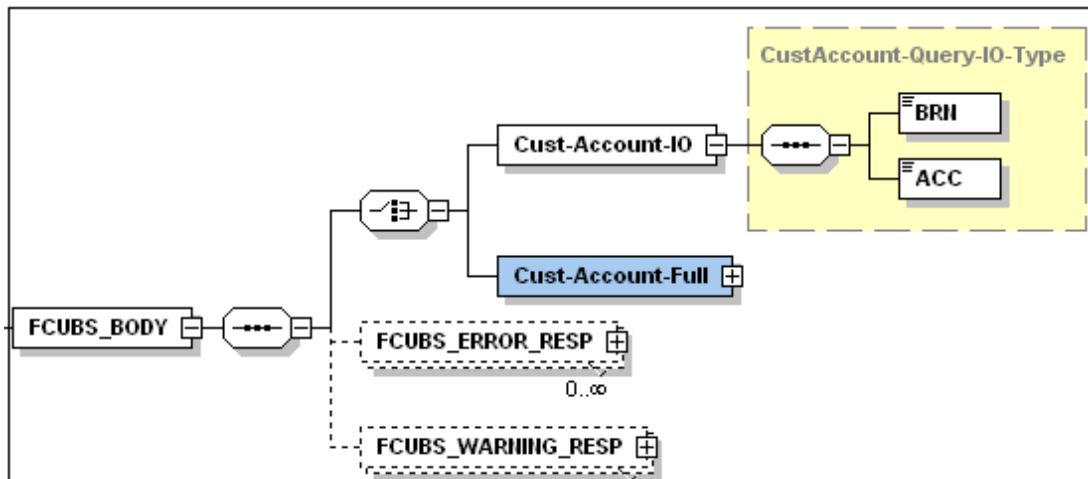 CustAccount-Query-IO-Type
BRN
Cust-Account-IO
ACC
Cust-Account-Full
FCUBS_BODY
FCUBS_ERROR_RESP
0..∞
FCUBS_WARNING_RESP